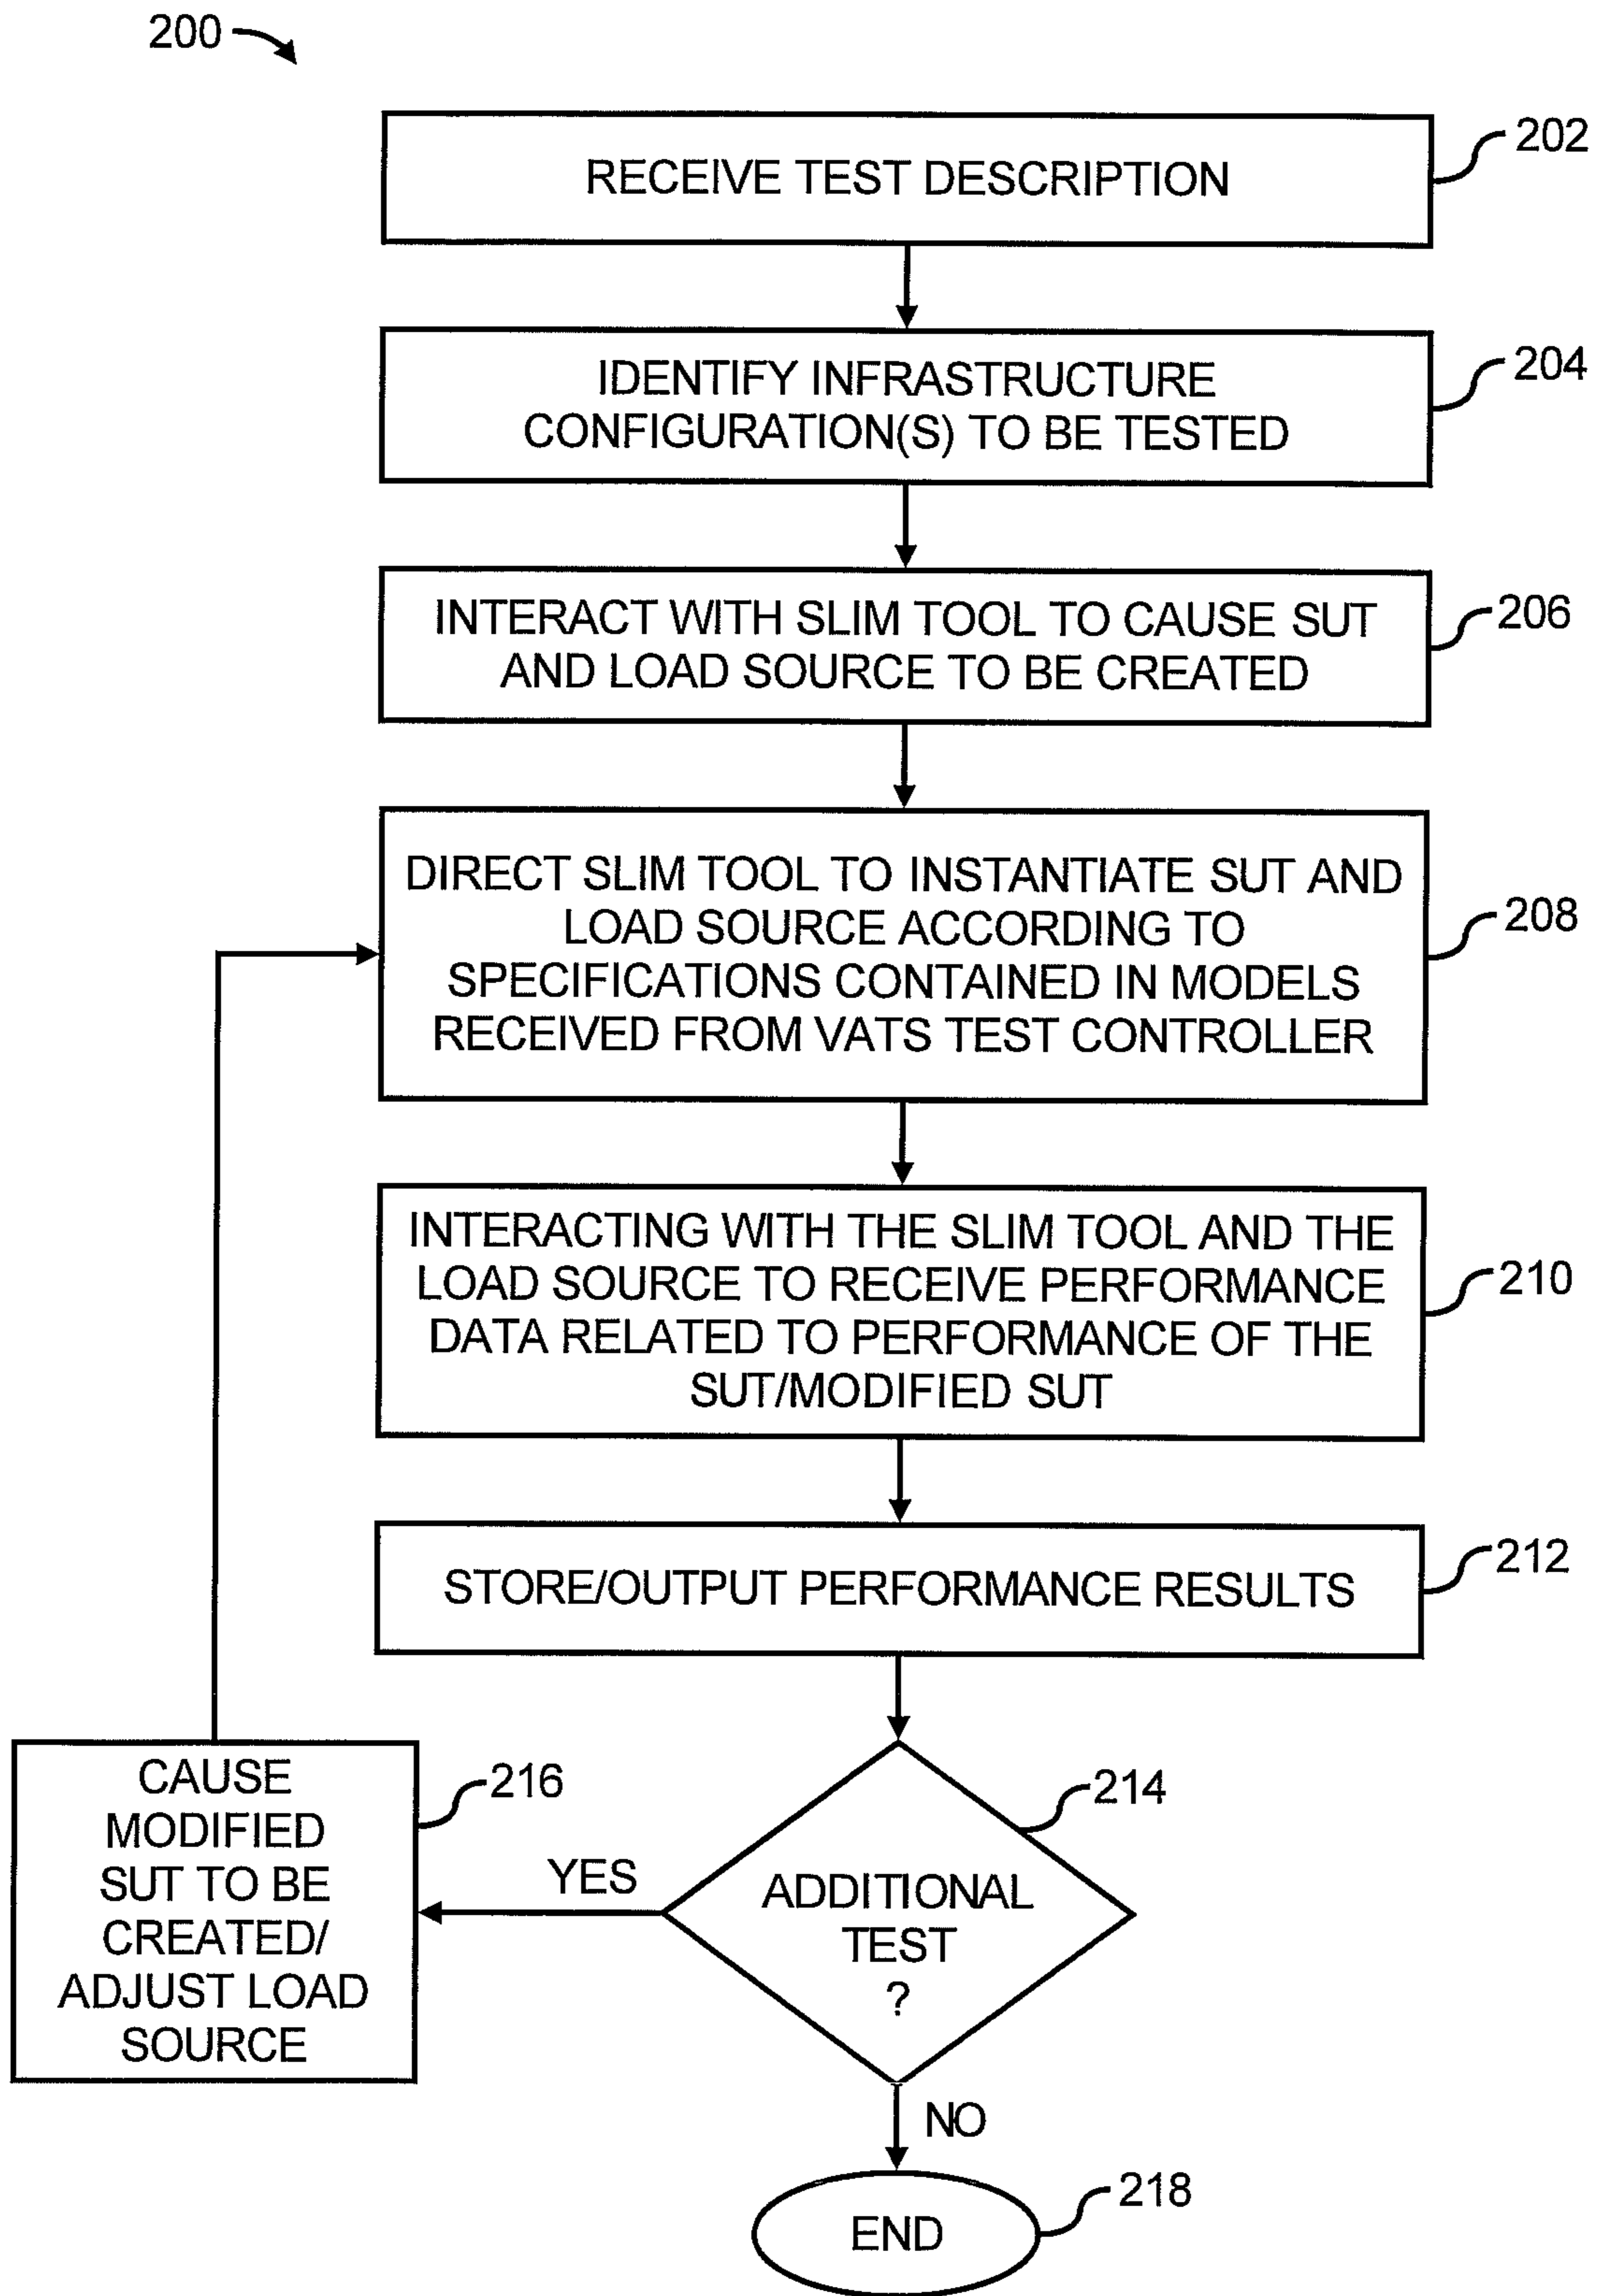 200
RECEIVE TEST DESCRIPTION
202
IDENTIFY INFRASTRUCTURE
CONFIGURATION(S) TO BE TESTED
204
INTERACT WITH SLIM TOOL TO CAUSE SUT
AND LOAD SOURCE TO BE CREATED
206
DIRECT SLIM TOOL TO INSTANTIATE SUT AND
LOAD SOURCE ACCORDING TO
SPECIFICATIONS CONTAINED IN MODELS
RECEIVED FROM VATS TEST CONTROLLER
208
INTERACTING WITH THE SLIM TOOL AND THE
LOAD SOURCE TO RECEIVE PERFORMANCE
DATA RELATED TO PERFORMANCE OF THE
SUT/MODIFIED SUT
210
STORE/OUTPUT PERFORMANCE RESULTS
212
ADDITIONAL
TEST
?
214
YES
CAUSE
MODIFIED
SUT TO BE
CREATED/
ADJUST LOAD
SOURCE
216
NO
END
218